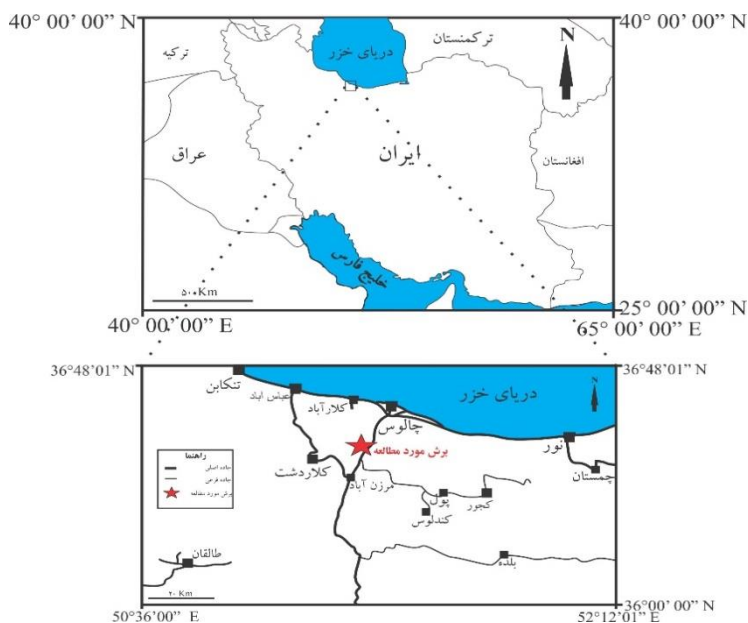 40° 00’ 00’’ N
40° 00’ 00’’ N
ترکیه
دریای خزر
ترکمنستان
N
عراق
ایران
افغانستان
خلیج فارس
۵۰۰Km
25° 00’ 00’’ N
40° 00’ 00’’ E
65° 00’ 00’’ E
36° 48’ 01’’ N
36° 48’ 01’’ N
تنکابن
عباس اباد
کلارآباد
چالوس
دریای خزر
N
نور
چمستان
برش مورد مطالعه
کلاردشت
مرزن آباد
پول
کجور
کندلوس
بلده
طالقان
راهنما
جاده اصلی
جاده فرعی
برش مورد مطالعه
۲۰ Km
36° 00’ 00’’ N
50° 36’ 00’’ E
52° 12’ 01’’ E